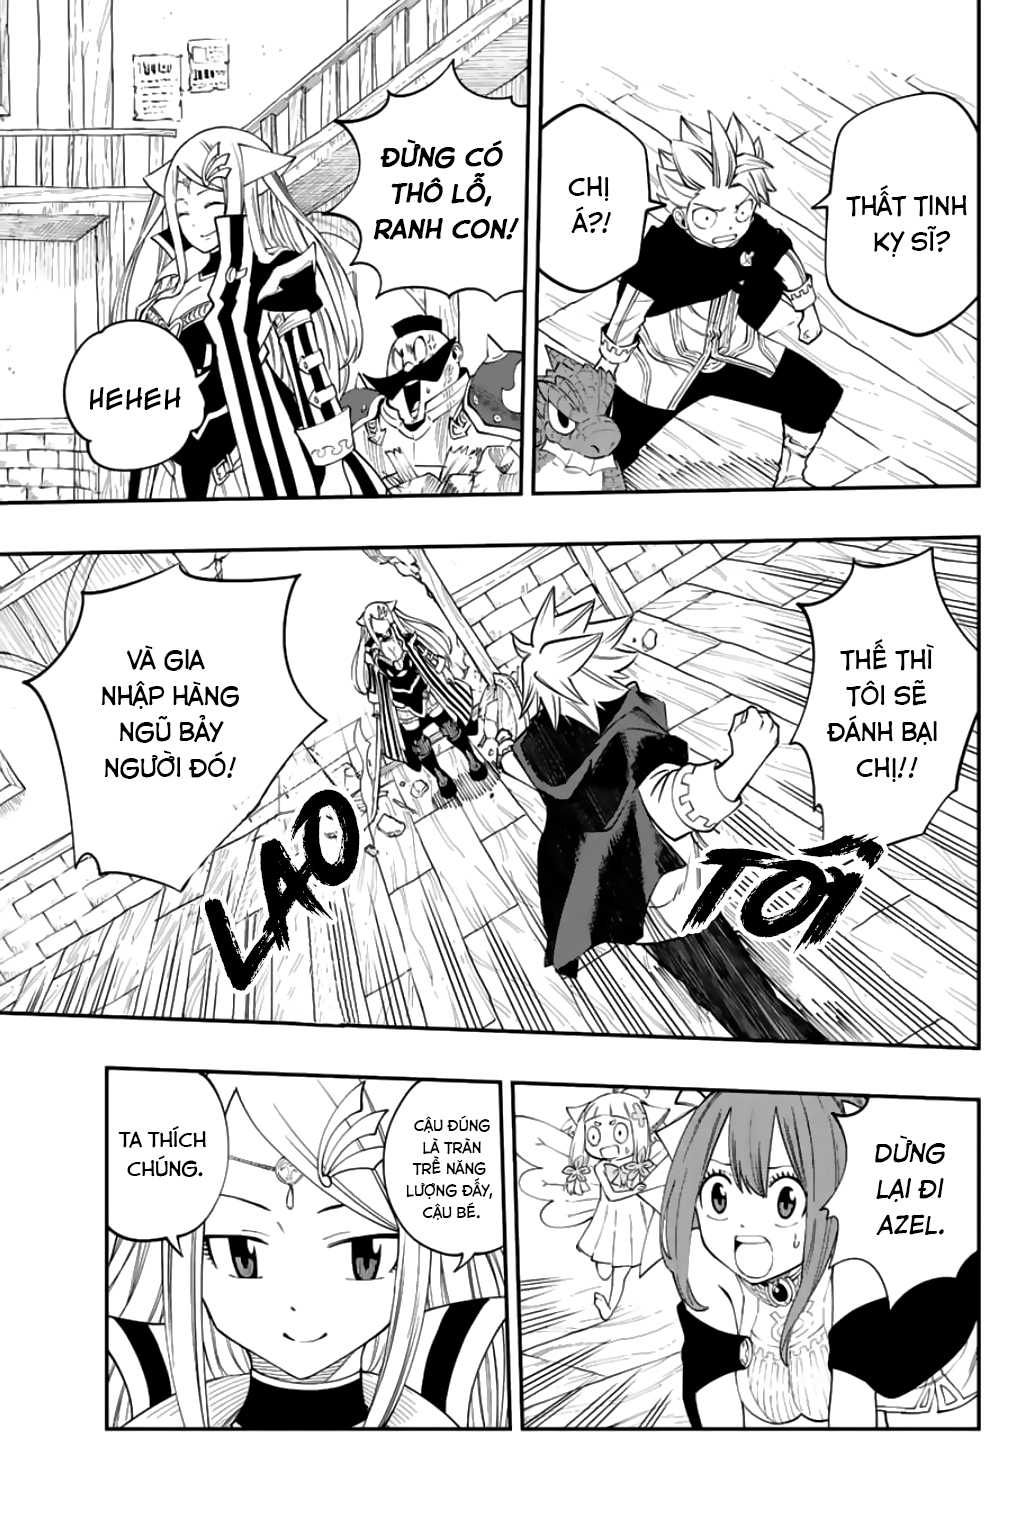 THẤT TINH
KỴ SĨ?
CHỊ
Á?!
ĐỪNG CÓ
THÔ LỖ,
RANH CON!
HEHEH
THẾ THÌ
TÔI SẼ
ĐÁNH BẠI
CHỊ!!
VÀ GIA
NHẬP HÀNG
NGŨ BẢY
NGƯỜI ĐÓ!
LAO
TỚI
DỪNG
LẠI ĐI
AZEL.
CẬU ĐÚNG
LÀ TRÀN
TRỀ NĂNG
LƯỢNG ĐẤY,
CẬU BÉ.
TA THÍCH
CHÚNG.